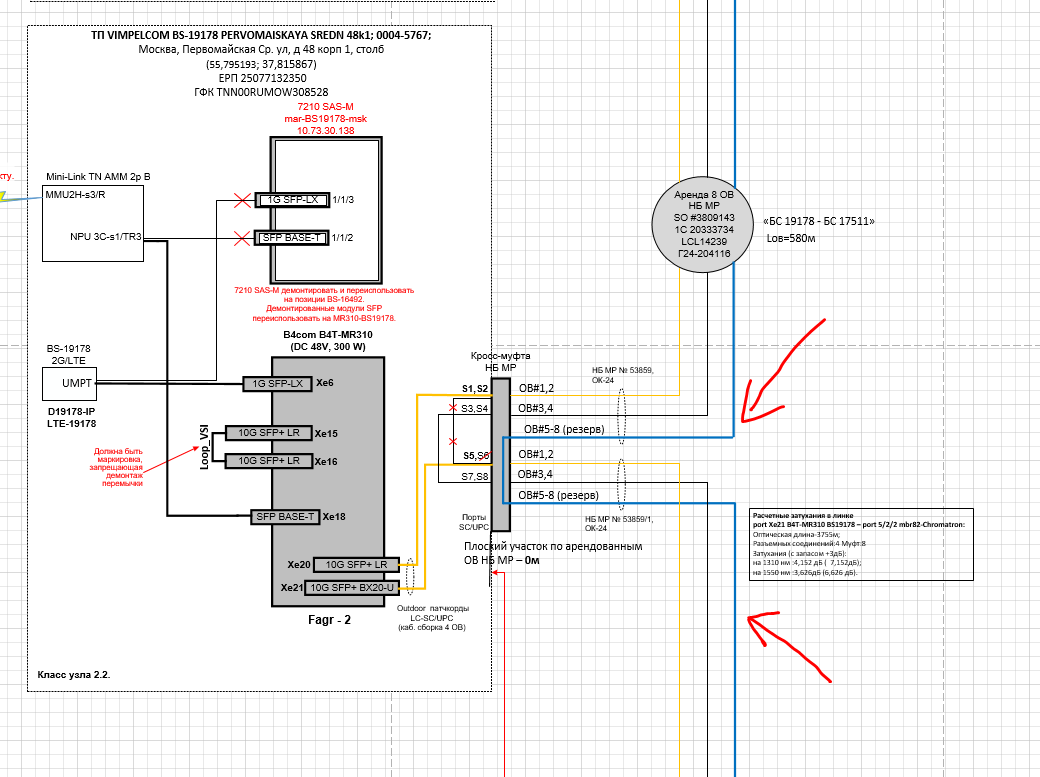 ТП VIMPELCOM BS-19178 PERVOMAISKAYA SREDN 48k1; 0004-5767;
Москва, Первомайская Ср. ул, д 48 корп 1, столб
(55,795193; 37,815867)
ЕРП 25077132350
ГФК TNN00RUMOW308528
7210 SAS-M
mar-BS19178-msk
10.73.30.138
кту.
Mini-Link TN AMM 2p B
MMU2H-s3/R
NPU 3C-s1/TR3
1G SFP-LX
1/1/3
SFP BASE-T
1/1/2
7210 SAS-M демонтировать и переиспользовать
на позиции BS-16492.
Демонтированные модули SFP
переиспользовать на MR310-BS19178.
B4com B4T-MR310
(DC 48V, 300 W)
BS-19178
2G/LTE
UMPT
D19178-IP
LTE-19178
1G SFP-LX
Xe6
10G SFP+ LR
Xe15
10G SFP+ LR
Xe16
Loop_VSI
Должна быть
маркировка,
запрещающая
демонтаж
перемычки
SFP BASE-T
Xe18
Xe20
10G SFP+ LR
Xe21
10G SFP+ BX20-U
Fagr - 2
Outdoor патчкорды
LC-SC/UPC
(каб. сборка 4 ОВ)
Класс узла 2.2.
Кросс-муфта
НБ МР
S1,S2
S3,S4
S5,S6
S7,S8
Порты
SC/UPC
ОВ#1,2
ОВ#3,4
ОВ#5-8 (резерв)
ОВ#1,2
ОВ#3,4
ОВ#5-8 (резерв)
НБ МР № 53859,
ОК-24
НБ МР № 53859/1,
ОК-24
Плоский участок по арендованным
ОВ НБ МР – 0м
Аренда 8 ОВ
НБ МР
SO #3809143
1С 20333734
LCL14239
Г24-204116
«БС 19178 - БС 17511»
Lов=580м
Расчетные затухания в линке
port Xe21 B4T-MR310 BS19178 – port 5/2/2 mbr82-Chromatron:
Оптическая длина-3755м;
Разъемных соединений:4 Муфт:8
Затухания (с запасом +3дБ):
на 1310 нм :4,152 дБ ( 7,152дБ);
на 1550 нм :3,626дБ (6,626 дБ).